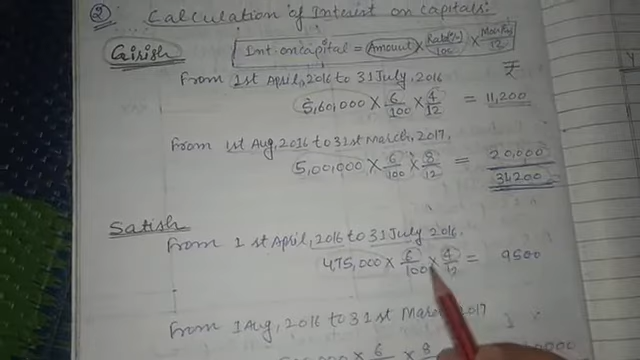 ② Calculation of Interest on Capitals:
Girish
Int. on capital = Amount × Rate(%)/100 ×
From 1st April, 2016 to 31 July, 2016 ₹
5,60,000 × 6/100 × 4/12 = 11,200
From 1st Aug, 2016 to 31st March, 2017.
5,00,000 × 6/100 × 8/12 = 20,000
31200
Satish
From 1 st April, 2016 to 31 July 2016.
475,000 × 6/100 × 4/12 = 9500
From 1 Aug, 2016 to 31st March 2017
× 6 × 8